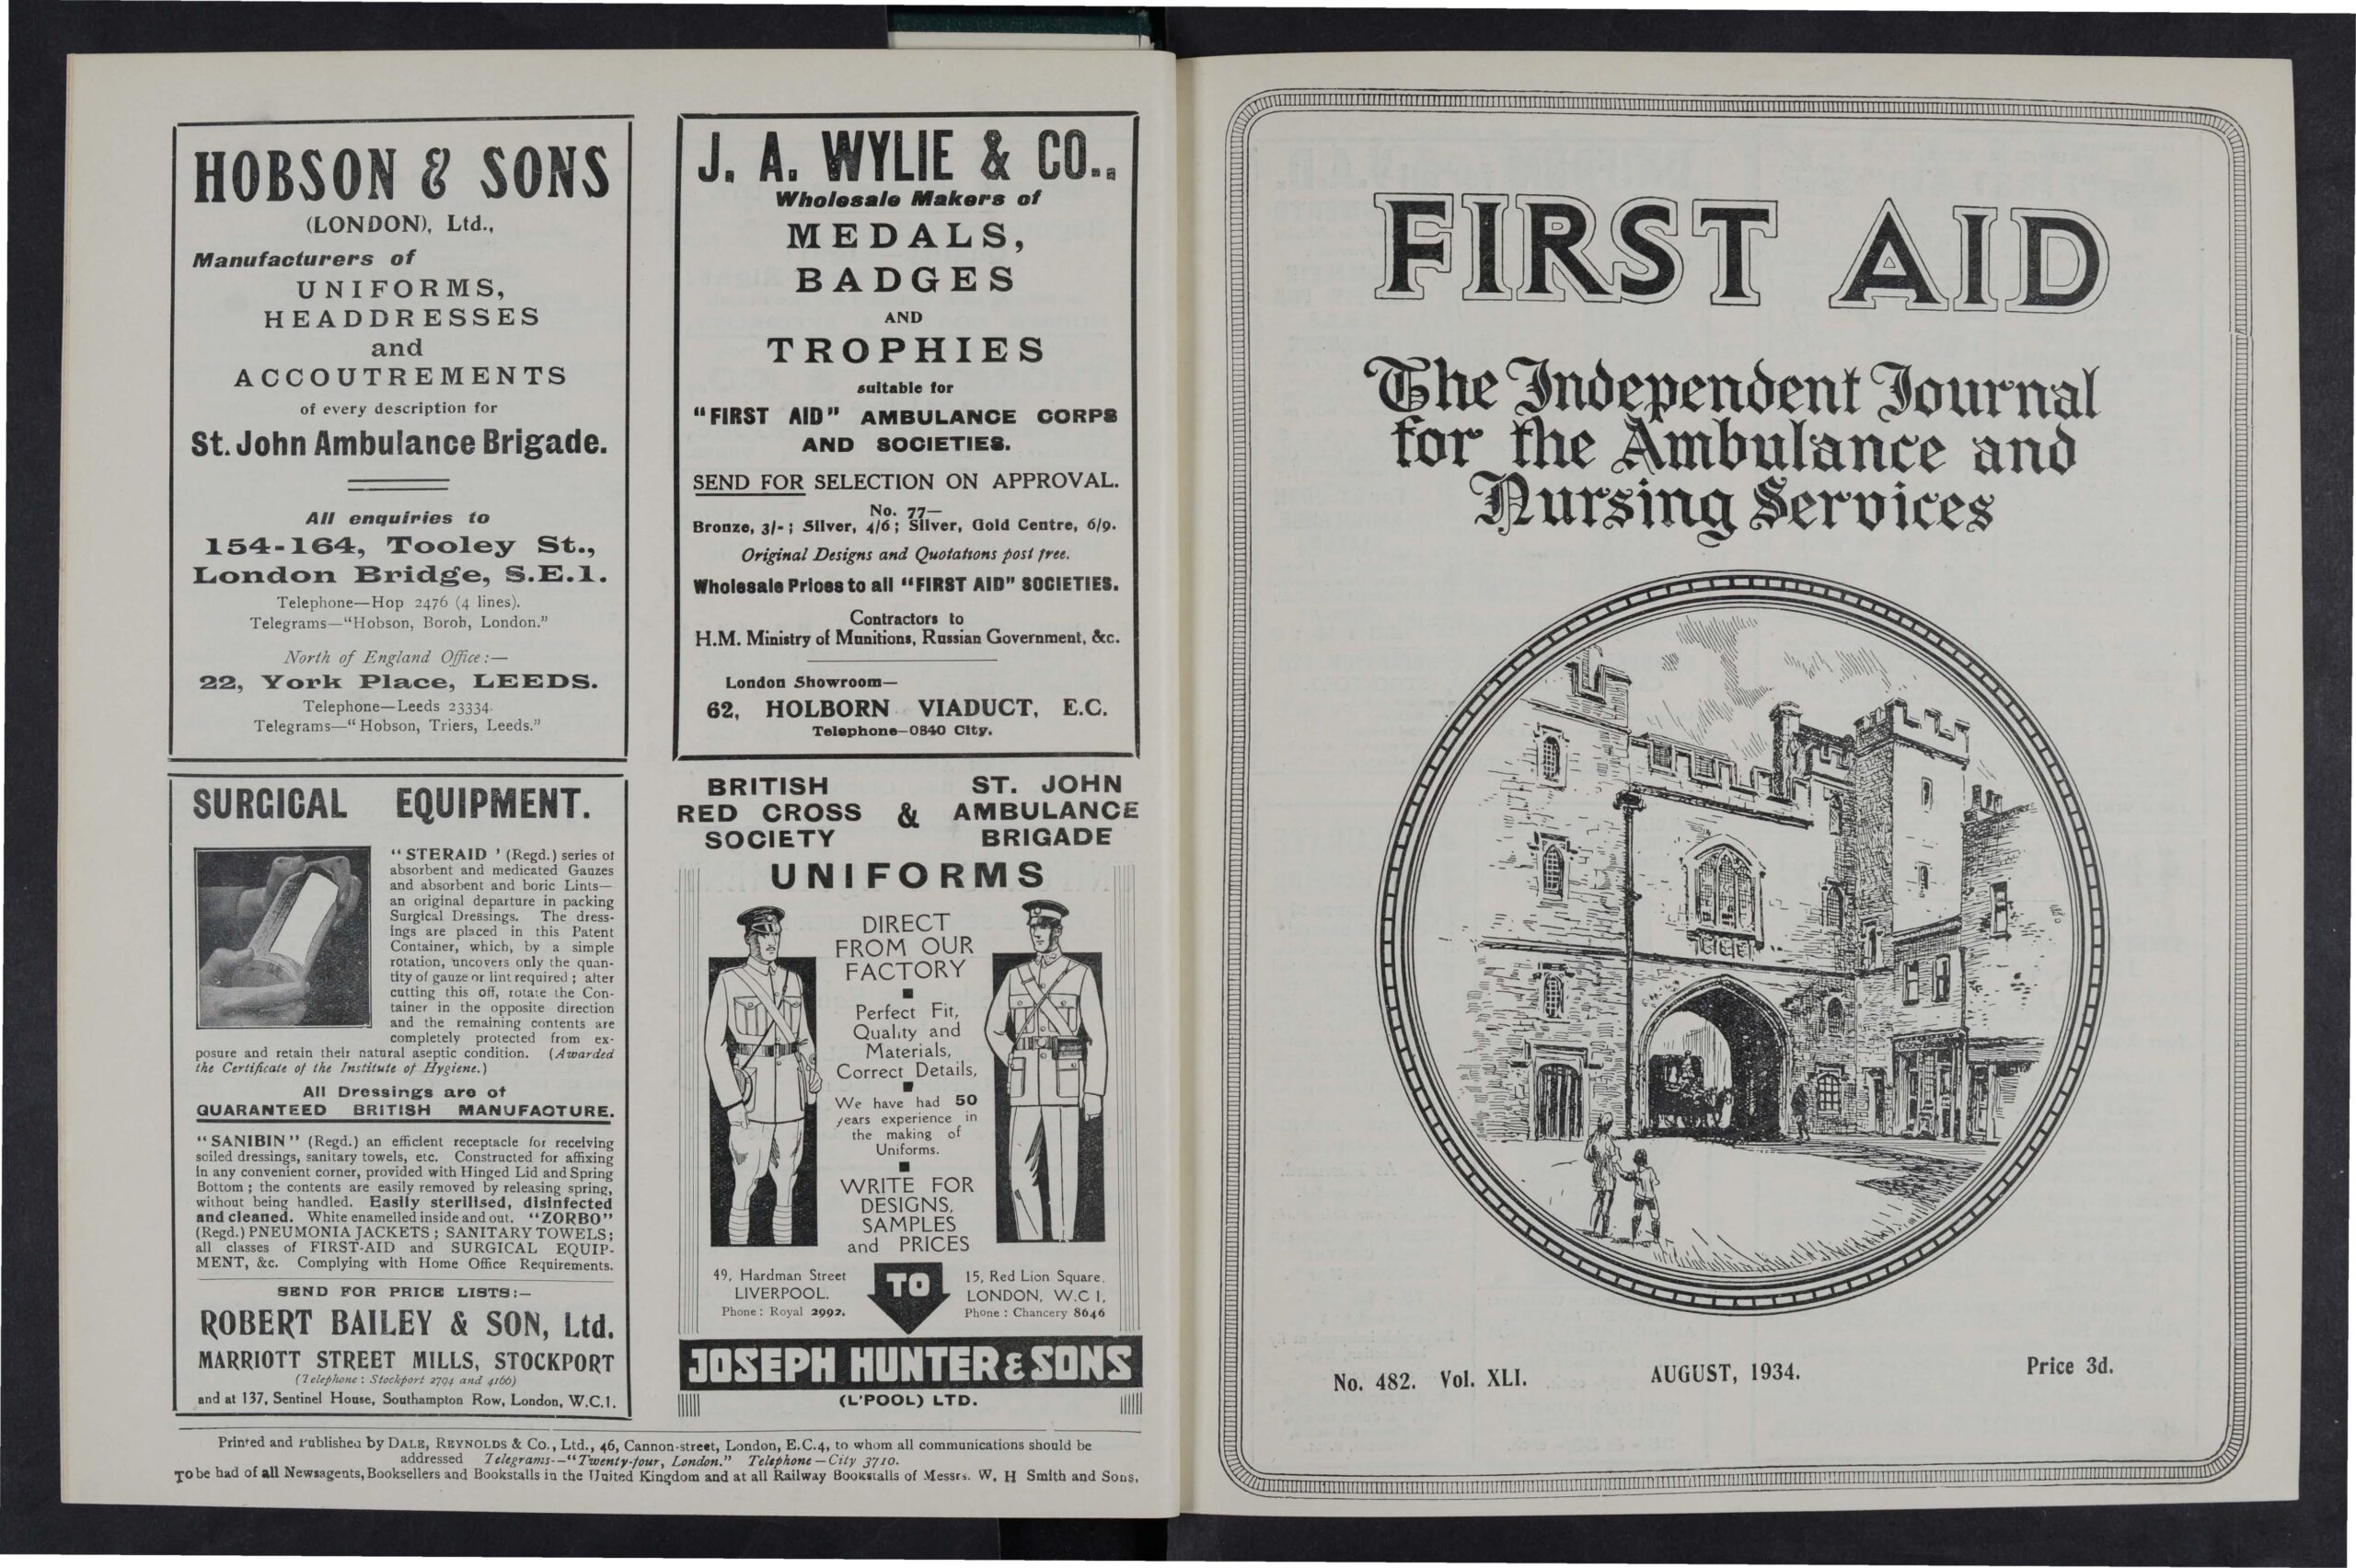 HOBSON & SONS
(LONDON), Ltd.,
Manufacturers of
UNIFORMS,
HEADDRESSES
and
ACCOUTREMENTS
of every description for
St. John Ambulance Brigade.
All enquiries to
154-164, Tooley St.,
London Bridge, S.E.1.
Telephone—Hop 2476 (4 lines).
Telegrams—"Hobson, Boroh, London."
North of England Office:—
22, York Place, LEEDS.
Telephone—Leeds 23334.
Telegrams—"Hobson, Triers, Leeds."
SURGICAL EQUIPMENT.
"STERAID' (Regd.) series of
absorbent and medicated Gauzes
and absorbent and boric Lints—
an original departure in packing
Surgical Dressings. The dress-
ings are placed in this Patent
Container, which, by a simple
rotation, uncovers only the quan-
tity of gauze or lint required; after
cutting this off, rotate the Con-
tainer in the opposite direction
and the remaining contents are
completely protected from ex-
posure and retain their natural aseptic condition. (Awarded
the Certificate of the Institute of Hygiene.)
All Dressings are of
GUARANTEED BRITISH MANUFACTURE.
"SANIBIN" (Regd.) an efficient receptacle for receiving
soiled dressings, sanitary towels, etc. Constructed for affixing
in any convenient corner, provided with Hinged Lid and Spring
Bottom; the contents are easily removed by releasing spring,
without being handled. Easily sterilised, disinfected
and cleaned. White enamelled inside and out. "ZORBO"
(Regd.) PNEUMONIA JACKETS; SANITARY TOWELS;
all classes of FIRST-AID and SURGICAL EQUIP-
MENT, &c. Complying with Home Office Requirements.
SEND FOR PRICE LISTS:—
ROBERT BAILEY & SON, Ltd.
MARRIOTT STREET MILLS, STOCKPORT
(Telephone: Stockport 2794 and 4166)
and at 137, Sentinel House, Southampton Row, London, W.C.1.
J. A. WYLIE & CO.,
Wholesale Makers of
MEDALS,
BADGES
AND
TROPHIES
suitable for
"FIRST AID" AMBULANCE CORPS
AND SOCIETIES.
SEND FOR SELECTION ON APPROVAL.
No. 77—
Bronze, 3/-; Silver, 4/6; Silver, Gold Centre, 6/9.
Original Designs and Quotations post free.
Wholesale Prices to all "FIRST AID" SOCIETIES.
Contractors to
H.M. Ministry of Munitions, Russian Government, &c.
London Showroom—
62, HOLBORN VIADUCT, E.C.
Telephone—0840 City.
BRITISH RED CROSS SOCIETY & ST. JOHN AMBULANCE BRIGADE
UNIFORMS
DIRECT
FROM OUR
FACTORY
Perfect Fit,
Quality and
Materials,
Correct Details,
We have had 50
years experience in
the making of
Uniforms.
WRITE FOR
DESIGNS,
SAMPLES
and PRICES
TO
49, Hardman Street
LIVERPOOL.
Phone: Royal 2992.
15, Red Lion Square.
LONDON, W.C 1,
Phone: Chancery 8646
JOSEPH HUNTER & SONS
(L'POOL) LTD.
Printed and Published by DALE, REYNOLDS & Co., Ltd., 46, Cannon-street, London, E.C.4, to whom all communications should be
addressed Telegrams--"Twenty-four, London." Telephone—City 3710.
To be had of all Newsagents, Booksellers and Bookstalls in the United Kingdom and at all Railway Bookstalls of Messrs. W. H Smith and Sons,
FIRST AID
The Independent Journal
for the Ambulance and
Nursing Services
No. 482. Vol. XLI. AUGUST, 1934. Price 3d.